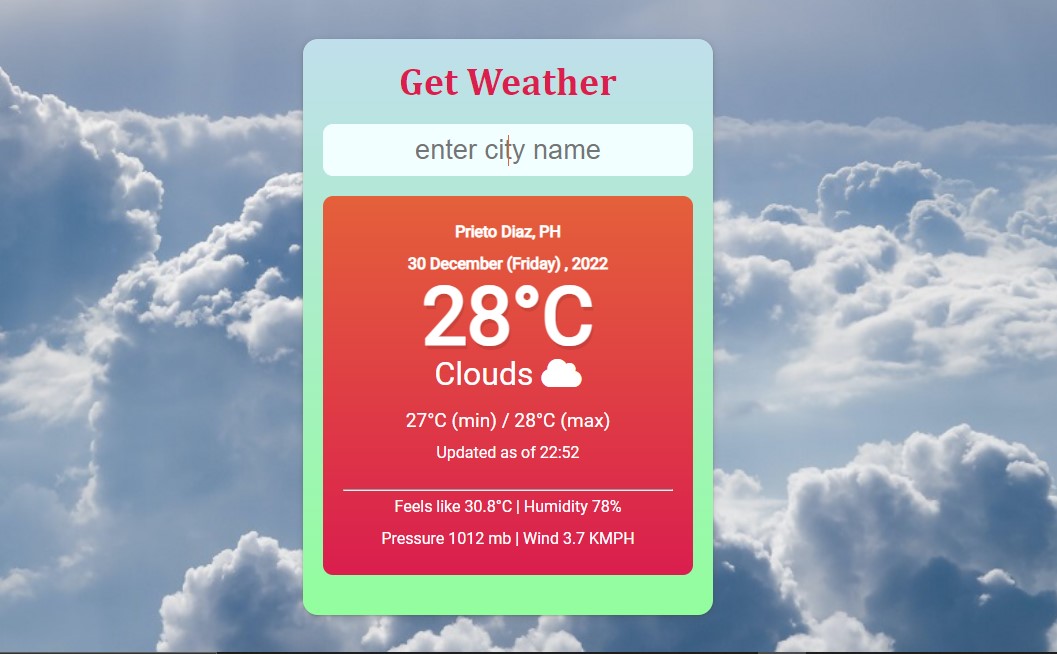 Get Weather
enter city name
Prieto Diaz, PH
30 December (Friday) , 2022
28°C
Clouds
27°C (min) / 28°C (max)
Updated as of 22:52
Feels like 30.8°C | Humidity 78%
Pressure 1012 mb | Wind 3.7 KMPH